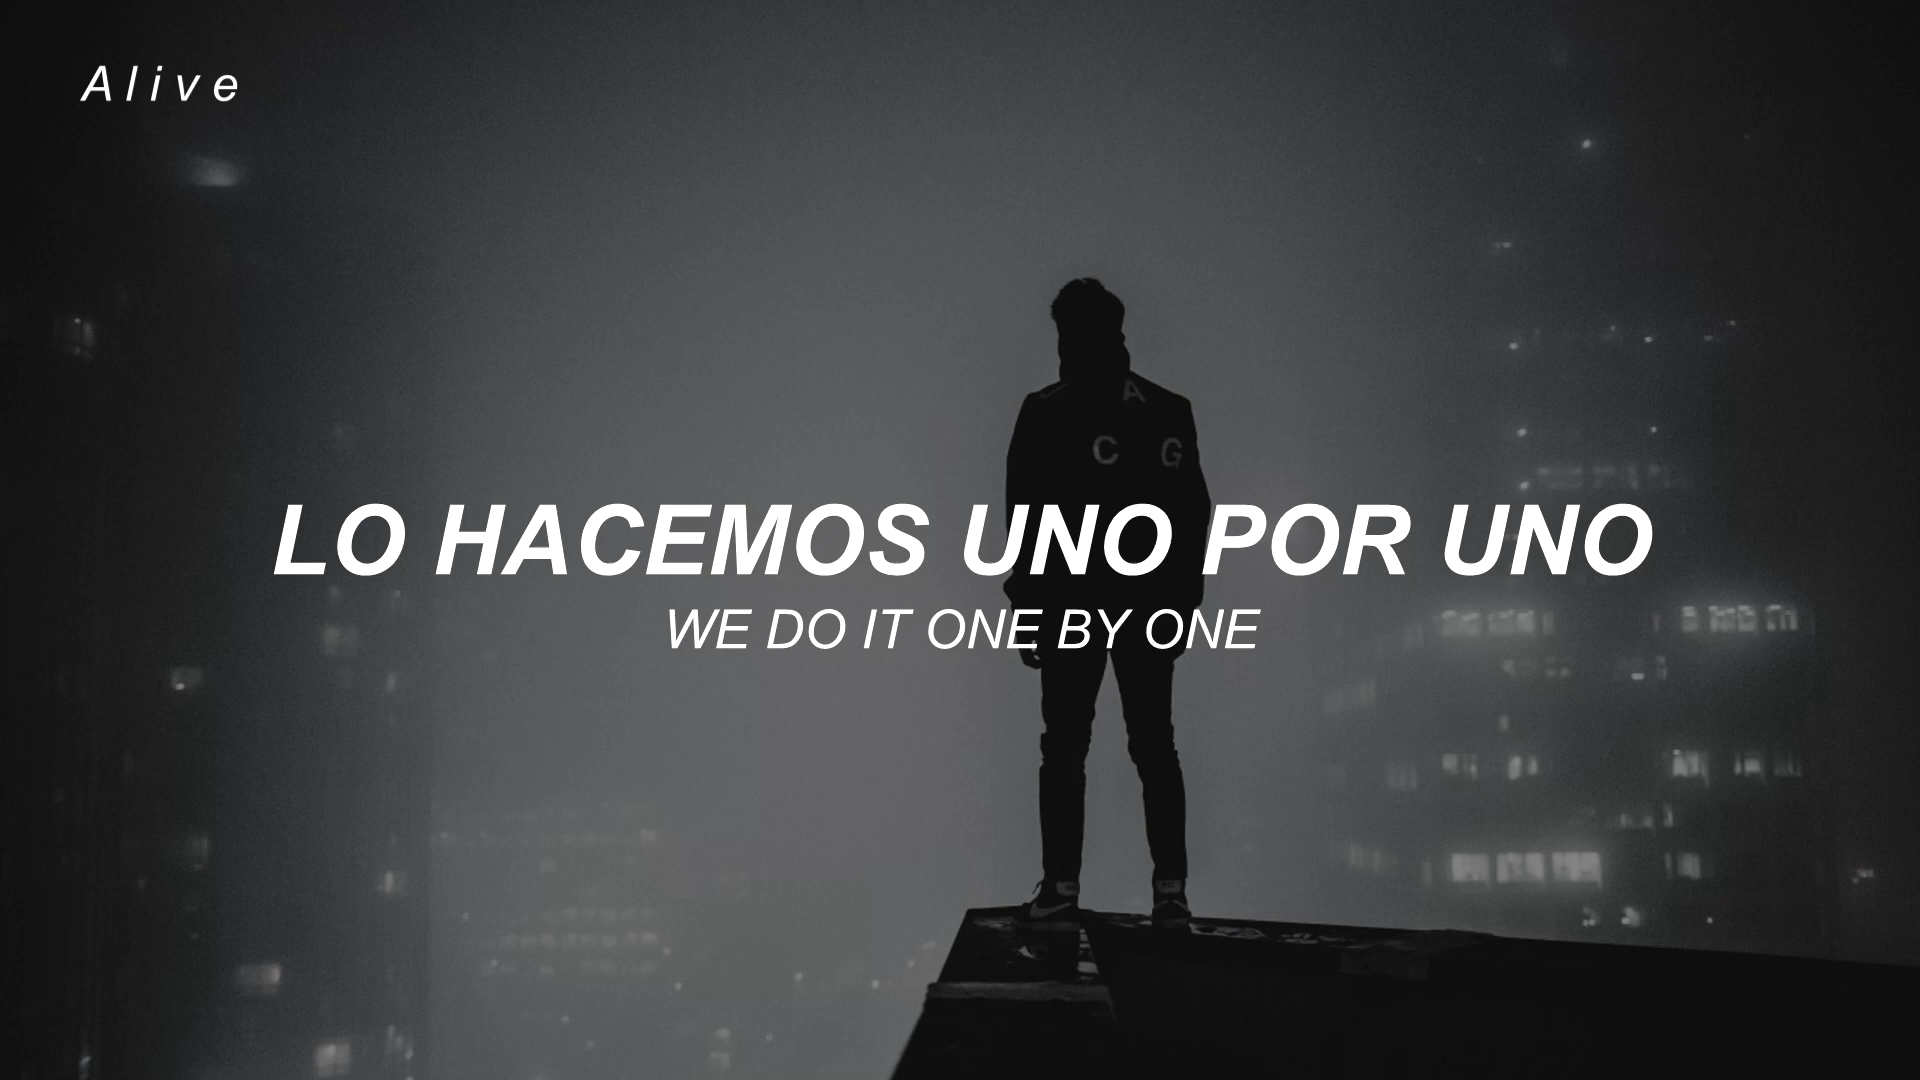 Alive
A
C G
LO HACEMOS UNO POR UNO
WE DO IT ONE BY ONE